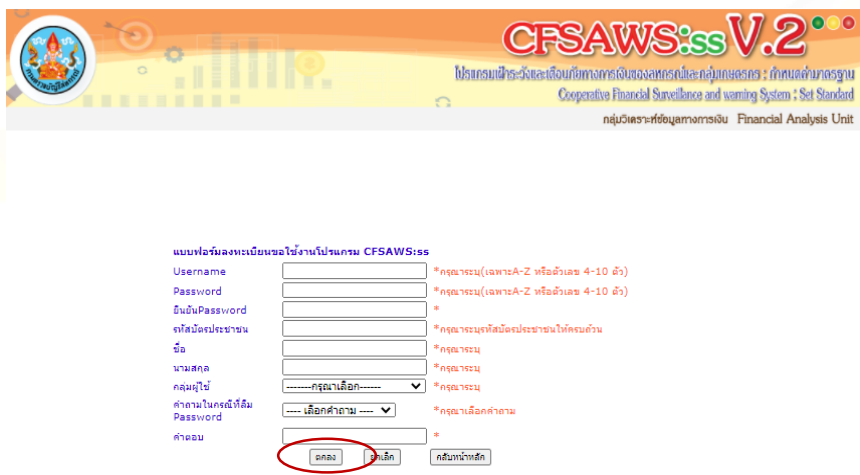 CFSAWS:ss V.2
โปรแกรมเฝ้าระวังและเตือนภัยทางการเงินของสหกรณ์และกลุ่มเกษตรกร : กำหนดค่ามาตรฐาน
Cooperative Financial Surveillance and warning System : Set Standard
กลุ่มวิเคราะห์ข้อมูลทางการเงิน Financial Analysis Unit
แบบฟอร์มลงทะเบียนขอใช้งานโปรแกรม CFSAWS:ss
Username *กรุณาระบุ(เฉพาะA-Z หรือตัวเลข 4-10 ตัว)
Password *กรุณาระบุ(เฉพาะA-Z หรือตัวเลข 4-10 ตัว)
ยืนยันPassword *
รหัสบัตรประชาชน *กรุณาระบุรหัสบัตรประชาชนให้ครบถ้วน
ชื่อ *กรุณาระบุ
นามสกุล *กรุณาระบุ
กลุ่มผู้ใช้ -------กรุณาเลือก------ *กรุณาระบุ
คำถามในกรณีที่ลืม Password ---- เลือกคำถาม ---- *กรุณาเลือกคำถาม
คำตอบ *
ตกลง ยกเลิก กลับหน้าหลัก